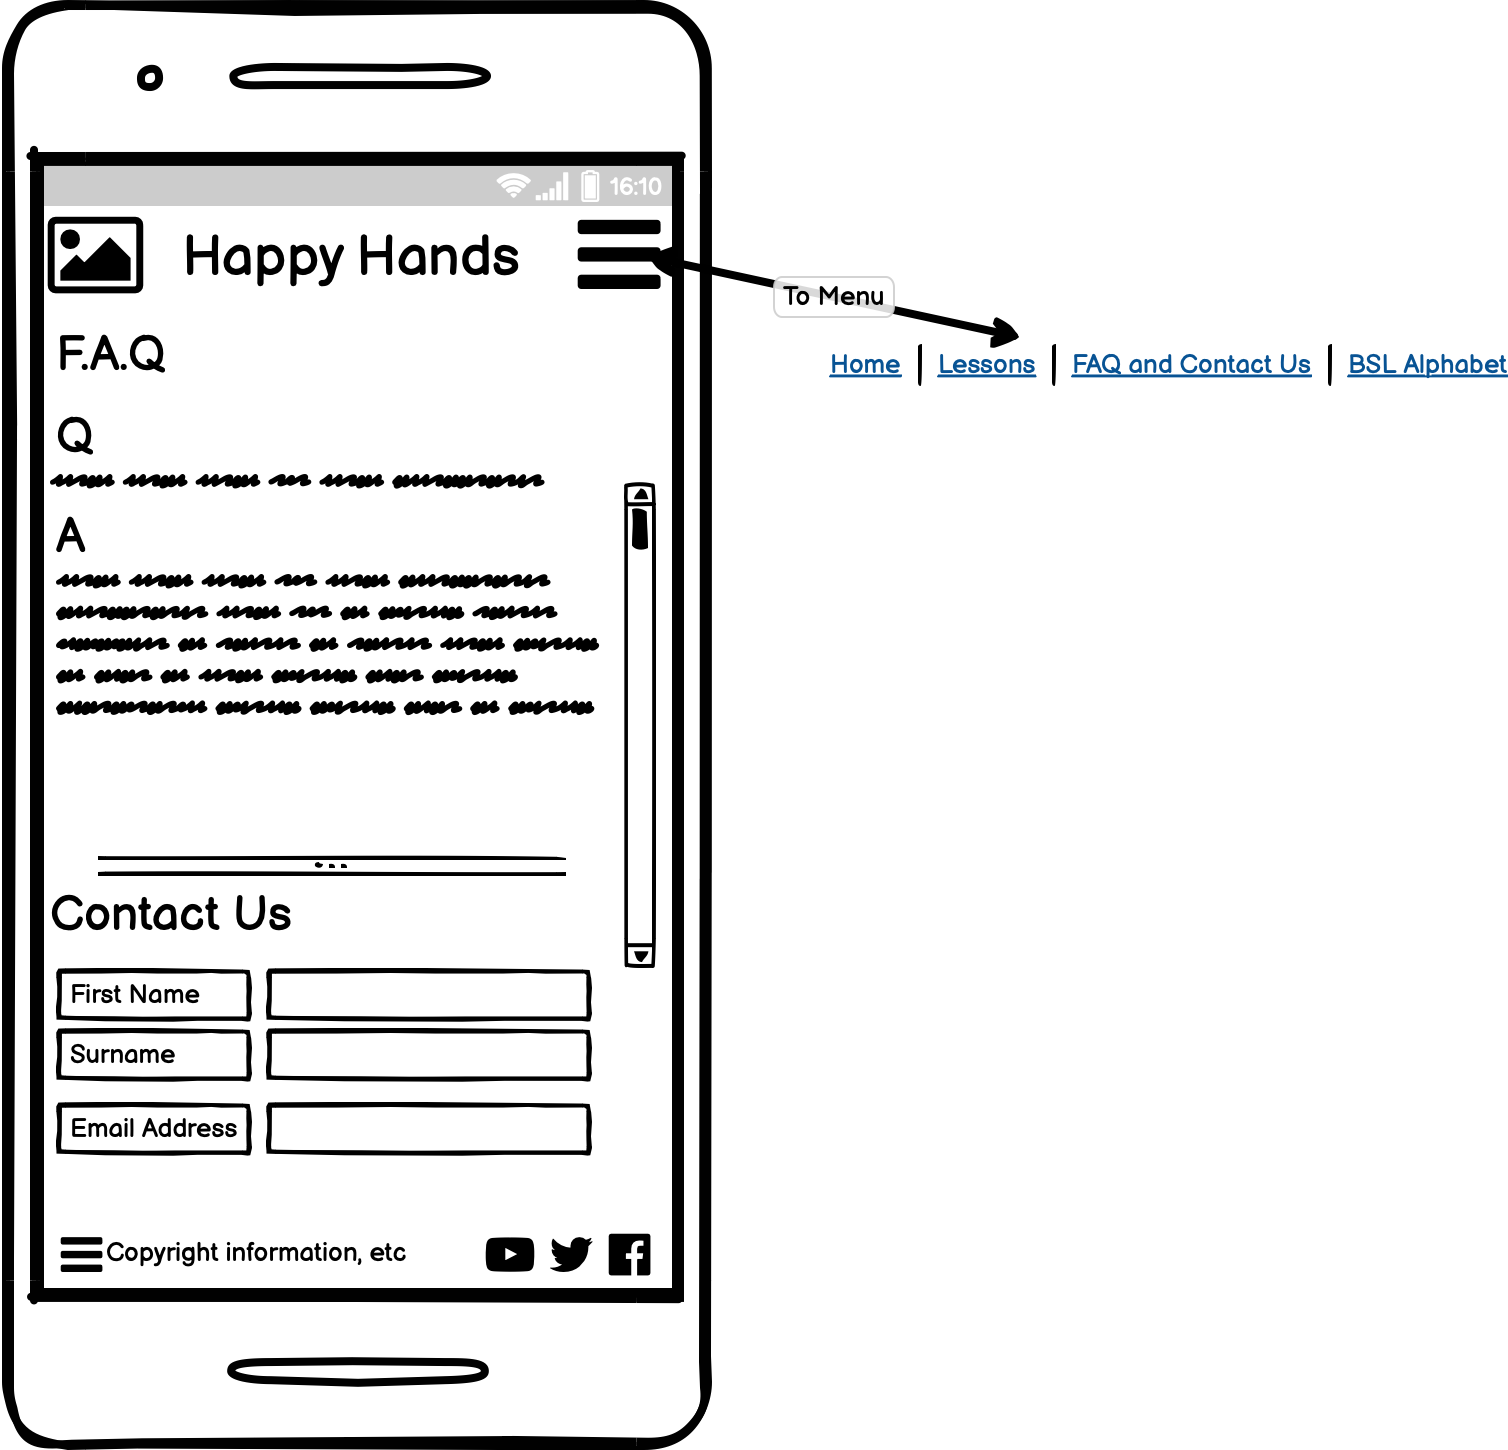 16:10
Happy Hands
To Menu
Home | Lessons | FAQ and Contact Us | BSL Alphabet
F.A.Q
Q
A
Contact Us
First Name
Surname
Email Address
Copyright information, etc